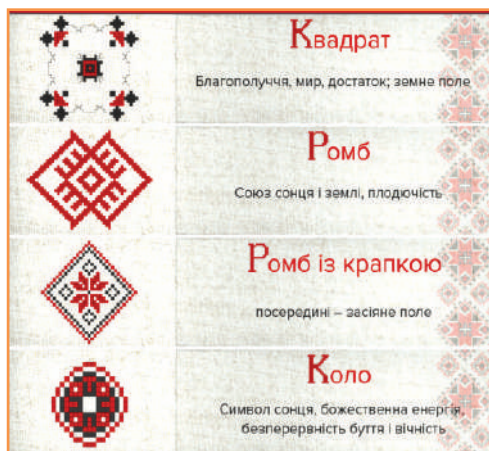 Квадрат
Благополуччя, мир, достаток; земне поле
Ромб
Союз сонця і землі, плодючість
Ромб із крапкою
посередині – засіяне поле
Коло
Символ сонця, божественна енергія,
безперервність буття і вічність